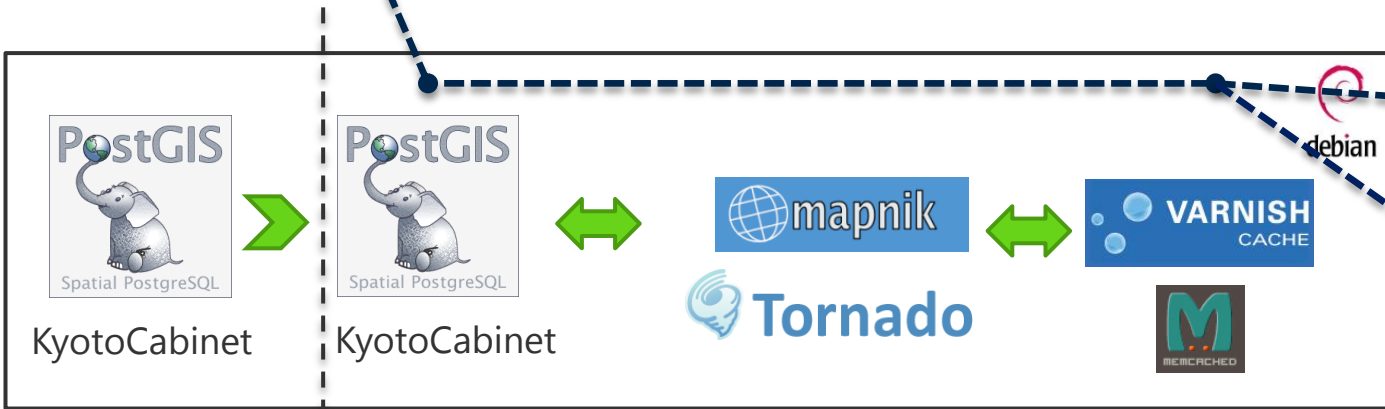 PostGIS
Spatial PostgreSQL
KyotoCabinet
PostGIS
Spatial PostgreSQL
KyotoCabinet
mapnik
Tornado
VARNISH
CACHE
MEMCACHED
debian